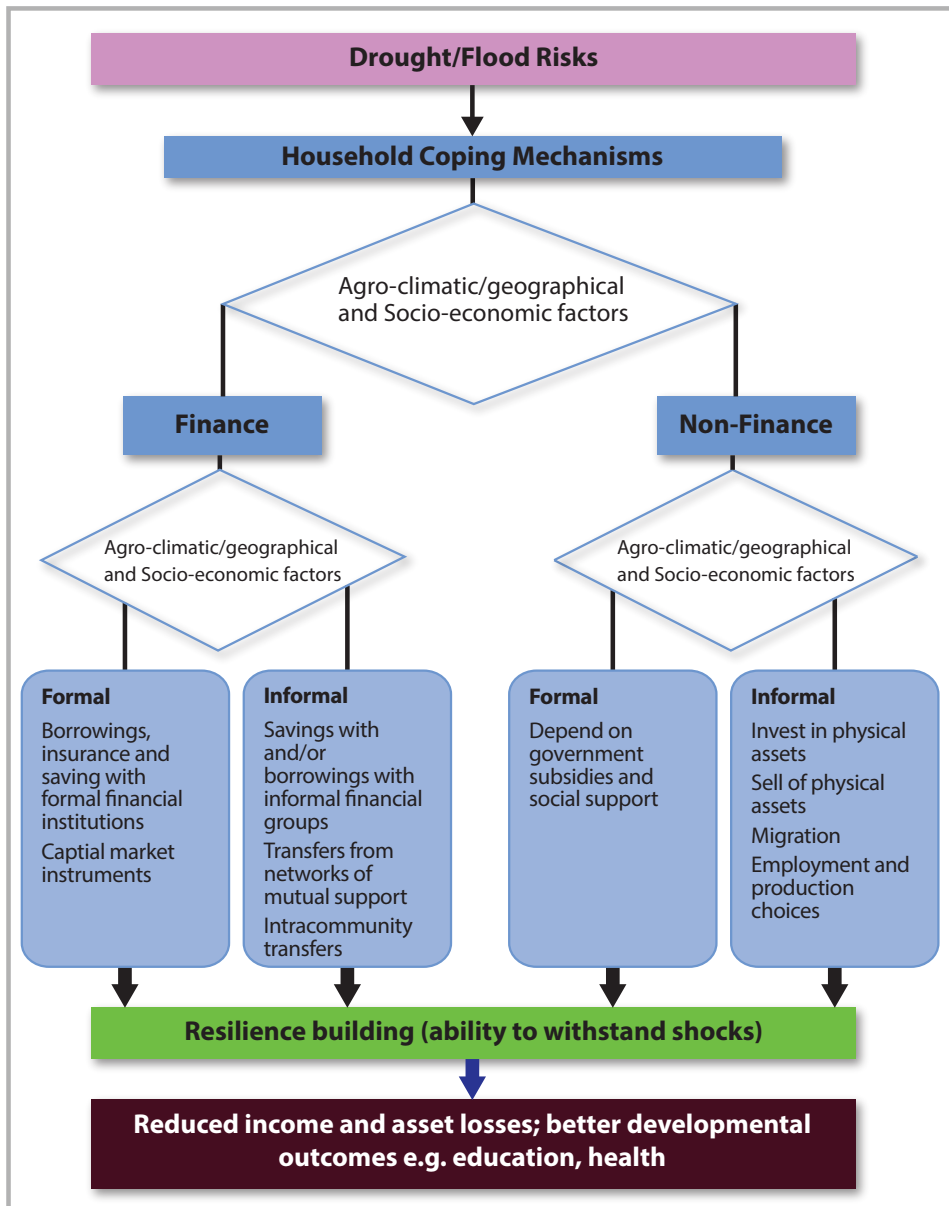 Drought/Flood Risks
Household Coping Mechanisms
Agro-climatic/geographical
and Socio-economic factors
Finance
Non-Finance
Agro-climatic/geographical
and Socio-economic factors
Agro-climatic/geographical
and Socio-economic factors
Formal
Borrowings,
insurance and
saving with
formal financial
institutions
Captial market
instruments
Informal
Savings with
and/or
borrowings with
informal financial
groups
Transfers from
networks of
mutual support
Intracommunity
transfers
Formal
Depend on
government
subsidies and
social support
Informal
Invest in physical
assets
Sell of physical
assets
Migration
Employment and
production
choices
Resilience building (ability to withstand shocks)
Reduced income and asset losses; better developmental
outcomes e.g. education, health